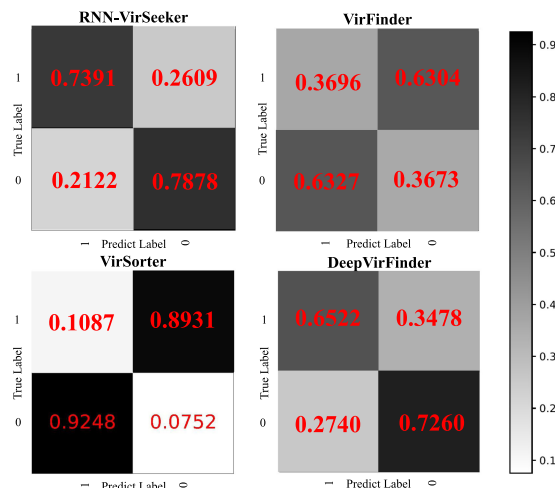 RNN-VirSeeker
True Label
1
0.7391 0.2609
0
0.2122 0.7878
1 Predict Label 0
VirFinder
True Label
1
0.3696 0.6304
0
0.6327 0.3673
1 Predict Label 0
VirSorter
True Label
1
0.1087 0.8931
0
0.9248 0.0752
1 Predict Label 0
DeepVirFinder
True Label
1
0.6522 0.3478
0
0.2740 0.7260
1 Predict Label 0
0.9
0.8
0.7
0.6
0.5
0.4
0.3
0.2
0.1